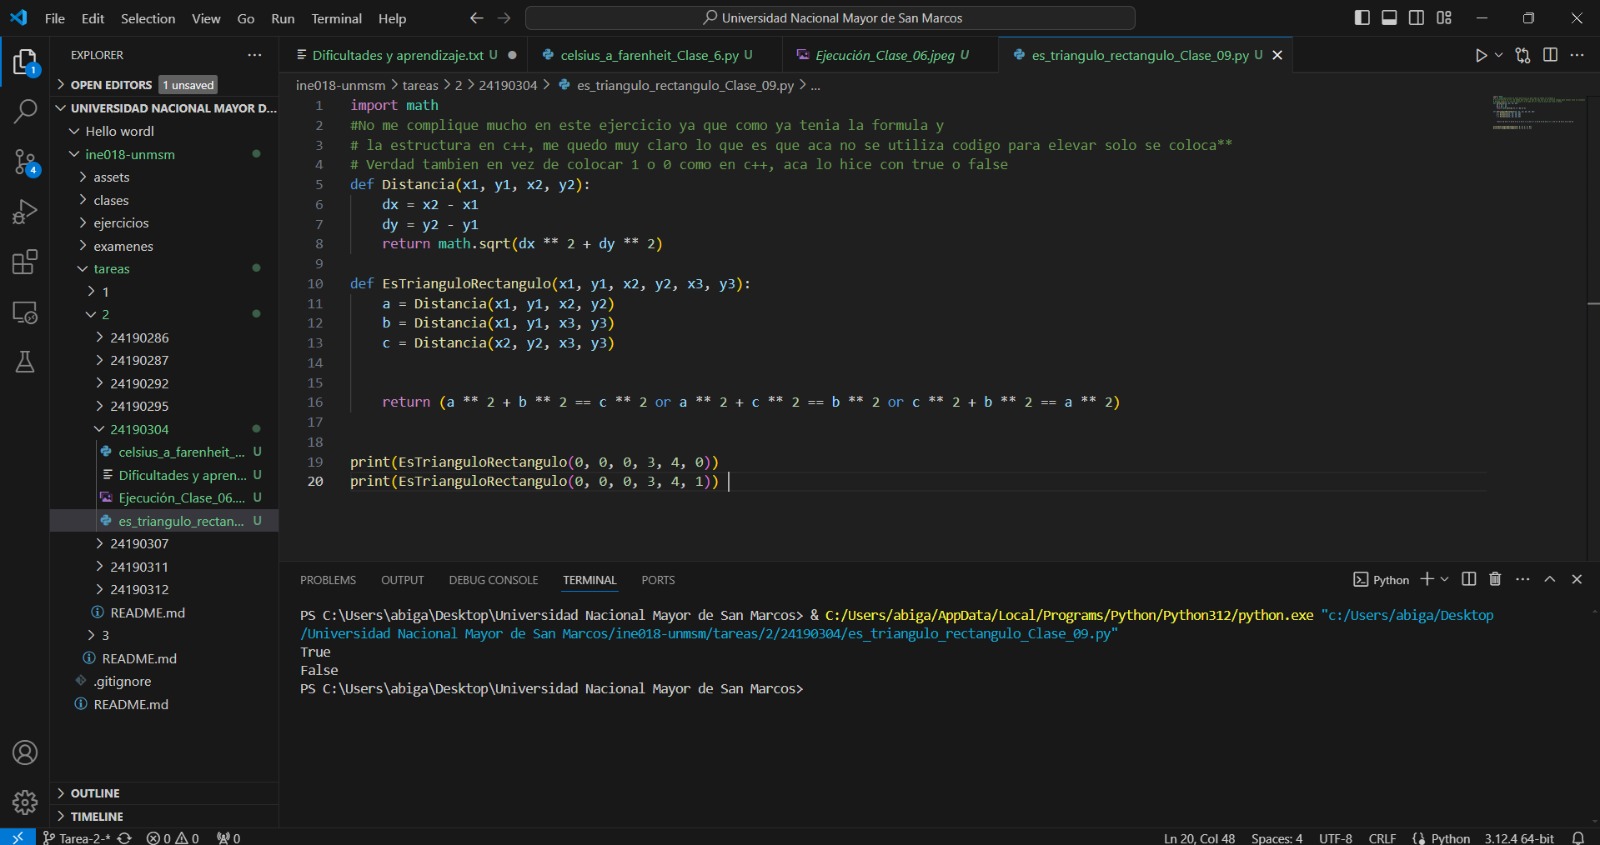 File Edit Selection View Go Run Terminal Help
Universidad Nacional Mayor de San Marcos
EXPLORER
OPEN EDITORS 1 unsaved
UNIVERSIDAD NACIONAL MAYOR D...
Hello wordl
ine018-unmsm
assets
clases
ejercicios
examenes
tareas
1
2
24190286
24190287
24190292
24190295
24190304
celsius_a_farenheit_... U
Dificultades y apren... U
Ejecución_Clase_06.... U
es_triangulo_rectan... U
24190307
24190311
24190312
README.md
3
README.md
.gitignore
README.md
OUTLINE
TIMELINE
Dificultades y aprendizaje.txt U
celsius_a_farenheit_Clase_6.py U
Ejecución_Clase_06.jpeg U
es_triangulo_rectangulo_Clase_09.py U
ine018-unmsm > tareas > 2 > 24190304 > es_triangulo_rectangulo_Clase_09.py > ...
1 import math
2 #No me complique mucho en este ejercicio ya que como ya tenia la formula y
3 # la estructura en c++, me quedo muy claro lo que es que aca no se utiliza codigo para elevar solo se coloca**
4 # Verdad tambien en vez de colocar 1 o 0 como en c++, aca lo hice con true o false
5 def Distancia(x1, y1, x2, y2):
6 dx = x2 - x1
7 dy = y2 - y1
8 return math.sqrt(dx ** 2 + dy ** 2)
9
10 def EsTrianguloRectangulo(x1, y1, x2, y2, x3, y3):
11 a = Distancia(x1, y1, x2, y2)
12 b = Distancia(x1, y1, x3, y3)
13 c = Distancia(x2, y2, x3, y3)
14
15
16 return (a ** 2 + b ** 2 == c ** 2 or a ** 2 + c ** 2 == b ** 2 or c ** 2 + b ** 2 == a ** 2)
17
18
19 print(EsTrianguloRectangulo(0, 0, 0, 3, 4, 0))
20 print(EsTrianguloRectangulo(0, 0, 0, 3, 4, 1))
PROBLEMS OUTPUT DEBUG CONSOLE TERMINAL PORTS
Python
PS C:\Users\abiga\Desktop\Universidad Nacional Mayor de San Marcos> & C:/Users/abiga/AppData/Local/Programs/Python/Python312/python.exe "c:/Users/abiga/Desktop
/Universidad Nacional Mayor de San Marcos/ine018-unmsm/tareas/2/24190304/es_triangulo_rectangulo_Clase_09.py"
True
False
PS C:\Users\abiga\Desktop\Universidad Nacional Mayor de San Marcos>
1
4
Tarea-2-* 0 0 0
Ln 20, Col 48 Spaces: 4 UTF-8 CRLF Python 3.12.4 64-bit